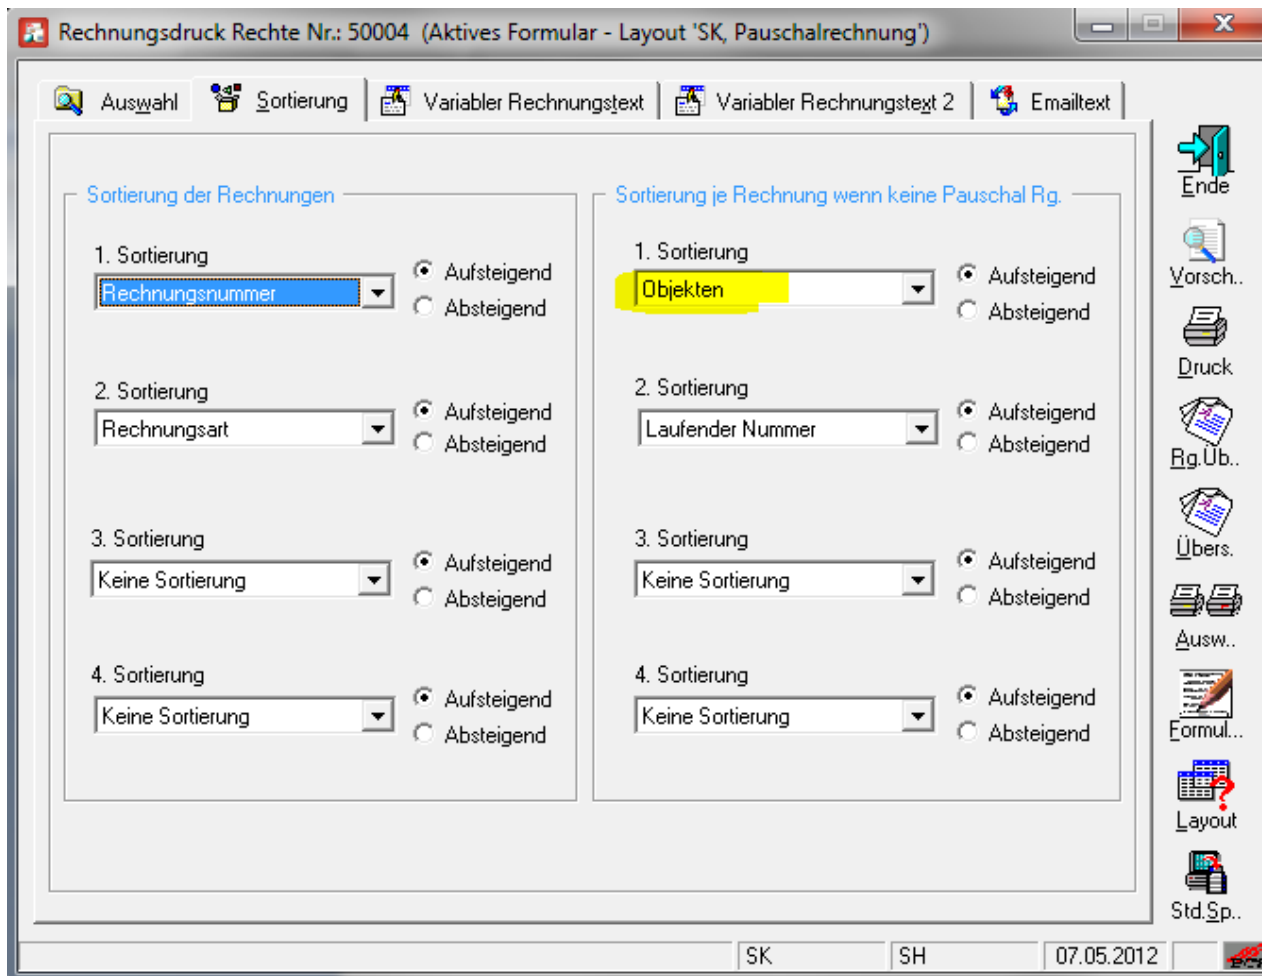 Rechnungsdruck Rechte Nr.: 50004 (Aktives Formular - Layout 'SK, Pauschalrechnung')
Auswahl Sortierung Variabler Rechnungstext Variabler Rechnungstext 2 Emailtext
Sortierung der Rechnungen
1. Sortierung
Rechnungsnummer
Aufsteigend
Absteigend
2. Sortierung
Rechnungsart
Aufsteigend
Absteigend
3. Sortierung
Keine Sortierung
Aufsteigend
Absteigend
4. Sortierung
Keine Sortierung
Aufsteigend
Absteigend
Sortierung je Rechnung wenn keine Pauschal Rg.
1. Sortierung
Objekten
Aufsteigend
Absteigend
2. Sortierung
Laufender Nummer
Aufsteigend
Absteigend
3. Sortierung
Keine Sortierung
Aufsteigend
Absteigend
4. Sortierung
Keine Sortierung
Aufsteigend
Absteigend
Ende
Vorsch..
Druck
Rg.Üb..
Übers.
Ausw..
Formul...
Layout
Std.Sp..
SK SH 07.05.2012